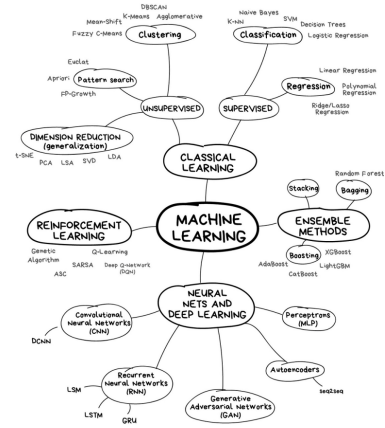 DBSCAN
Mean-Shift
K-Means
Agglomerative
Fuzzy C-Means
Clustering
Naive Bayes
K-NN
SVM
Decision Trees
Logistic Regression
Classification
Euclat
Apriori
Pattern search
FP-Growth
Linear Regression
Regression
Polynomial
Regression
Ridge/Lasso
Regression
UNSUPERVISED
SUPERVISED
DIMENSION REDUCTION
(generalization)
t-SNE
PCA
LSA
SVD
LDA
CLASSICAL
LEARNING
MACHINE
LEARNING
Random Forest
Stacking
Bagging
ENSEMBLE
METHODS
Boosting
XGBoost
AdaBoost
LightGBM
CatBoost
REINFORCEMENT
LEARNING
Genetic
Algorithm
Q-Learning
SARSA
Deep Q-Network
(DQN)
A3C
NEURAL
NETS AND
DEEP LEARNING
Convolutional
Neural Networks
(CNN)
DCNN
Perceptrons
(MLP)
Recurrent
Neural Networks
(RNN)
LSM
LSTM
GRU
Autoencoders
seq2seq
Generative
Adversarial Networks
(GAN)